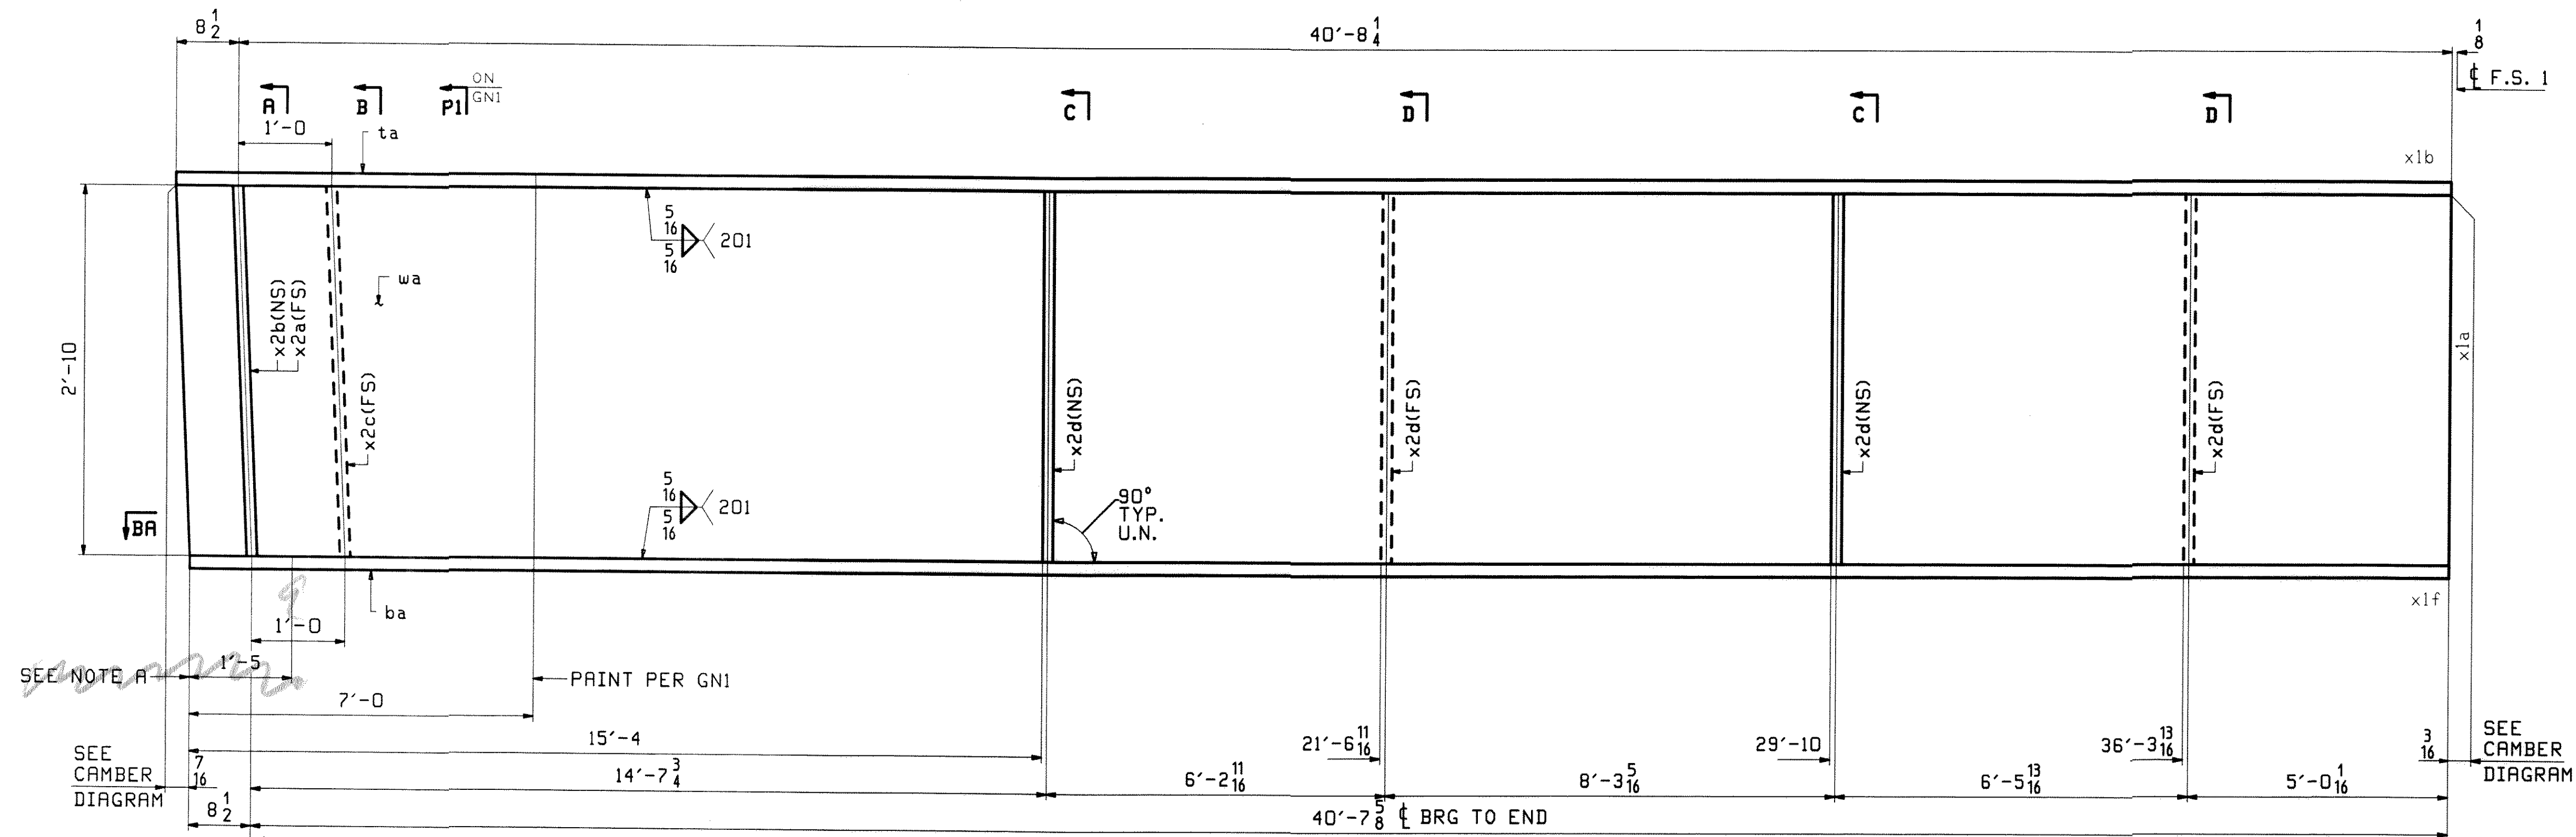 8 1/2
40'-8 1/4
1/8
℄ F.S. 1
A
B
P1
ON
GN1
C
D
C
D
1'-0
ta
x1b
5/16
5/16
201
wa
x2b(NS)
x2a(FS)
x2c(FS)
2'-10
x2d(NS)
x2d(FS)
x2d(NS)
x2d(FS)
x1a
5/16
5/16
201
90°
TYP.
U.N.
BA
ba
x1f
1'-0
SEE NOTE A
1'-5
PAINT PER GN1
7'-0
15'-4
21'-6 11/16
29'-10
36'-3 13/16
3/16
SEE
CAMBER
DIAGRAM
SEE
CAMBER
DIAGRAM
7/16
14'-7 3/4
6'-2 11/16
8'-3 5/16
6'-5 13/16
5'-0 1/16
8 1/2
40'-7 5/8 ℄ BRG TO END